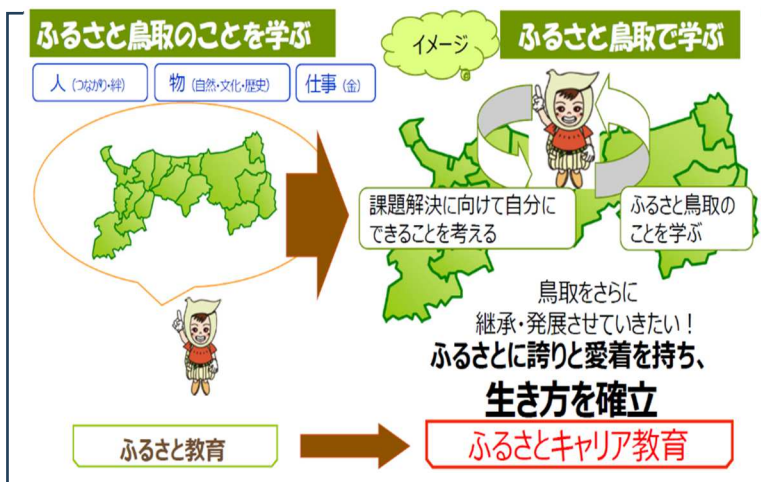 ふるさと鳥取のことを学ぶ
人(つながり・絆)
物(自然・文化・歴史)
仕事(金)
ふるさと教育
イメージ
ふるさと鳥取で学ぶ
課題解決に向けて自分に
できることを考える
ふるさと鳥取の
ことを学ぶ
鳥取をさらに
継承・発展させていきたい!
ふるさとに誇りと愛着を持ち、
生き方を確立
ふるさとキャリア教育